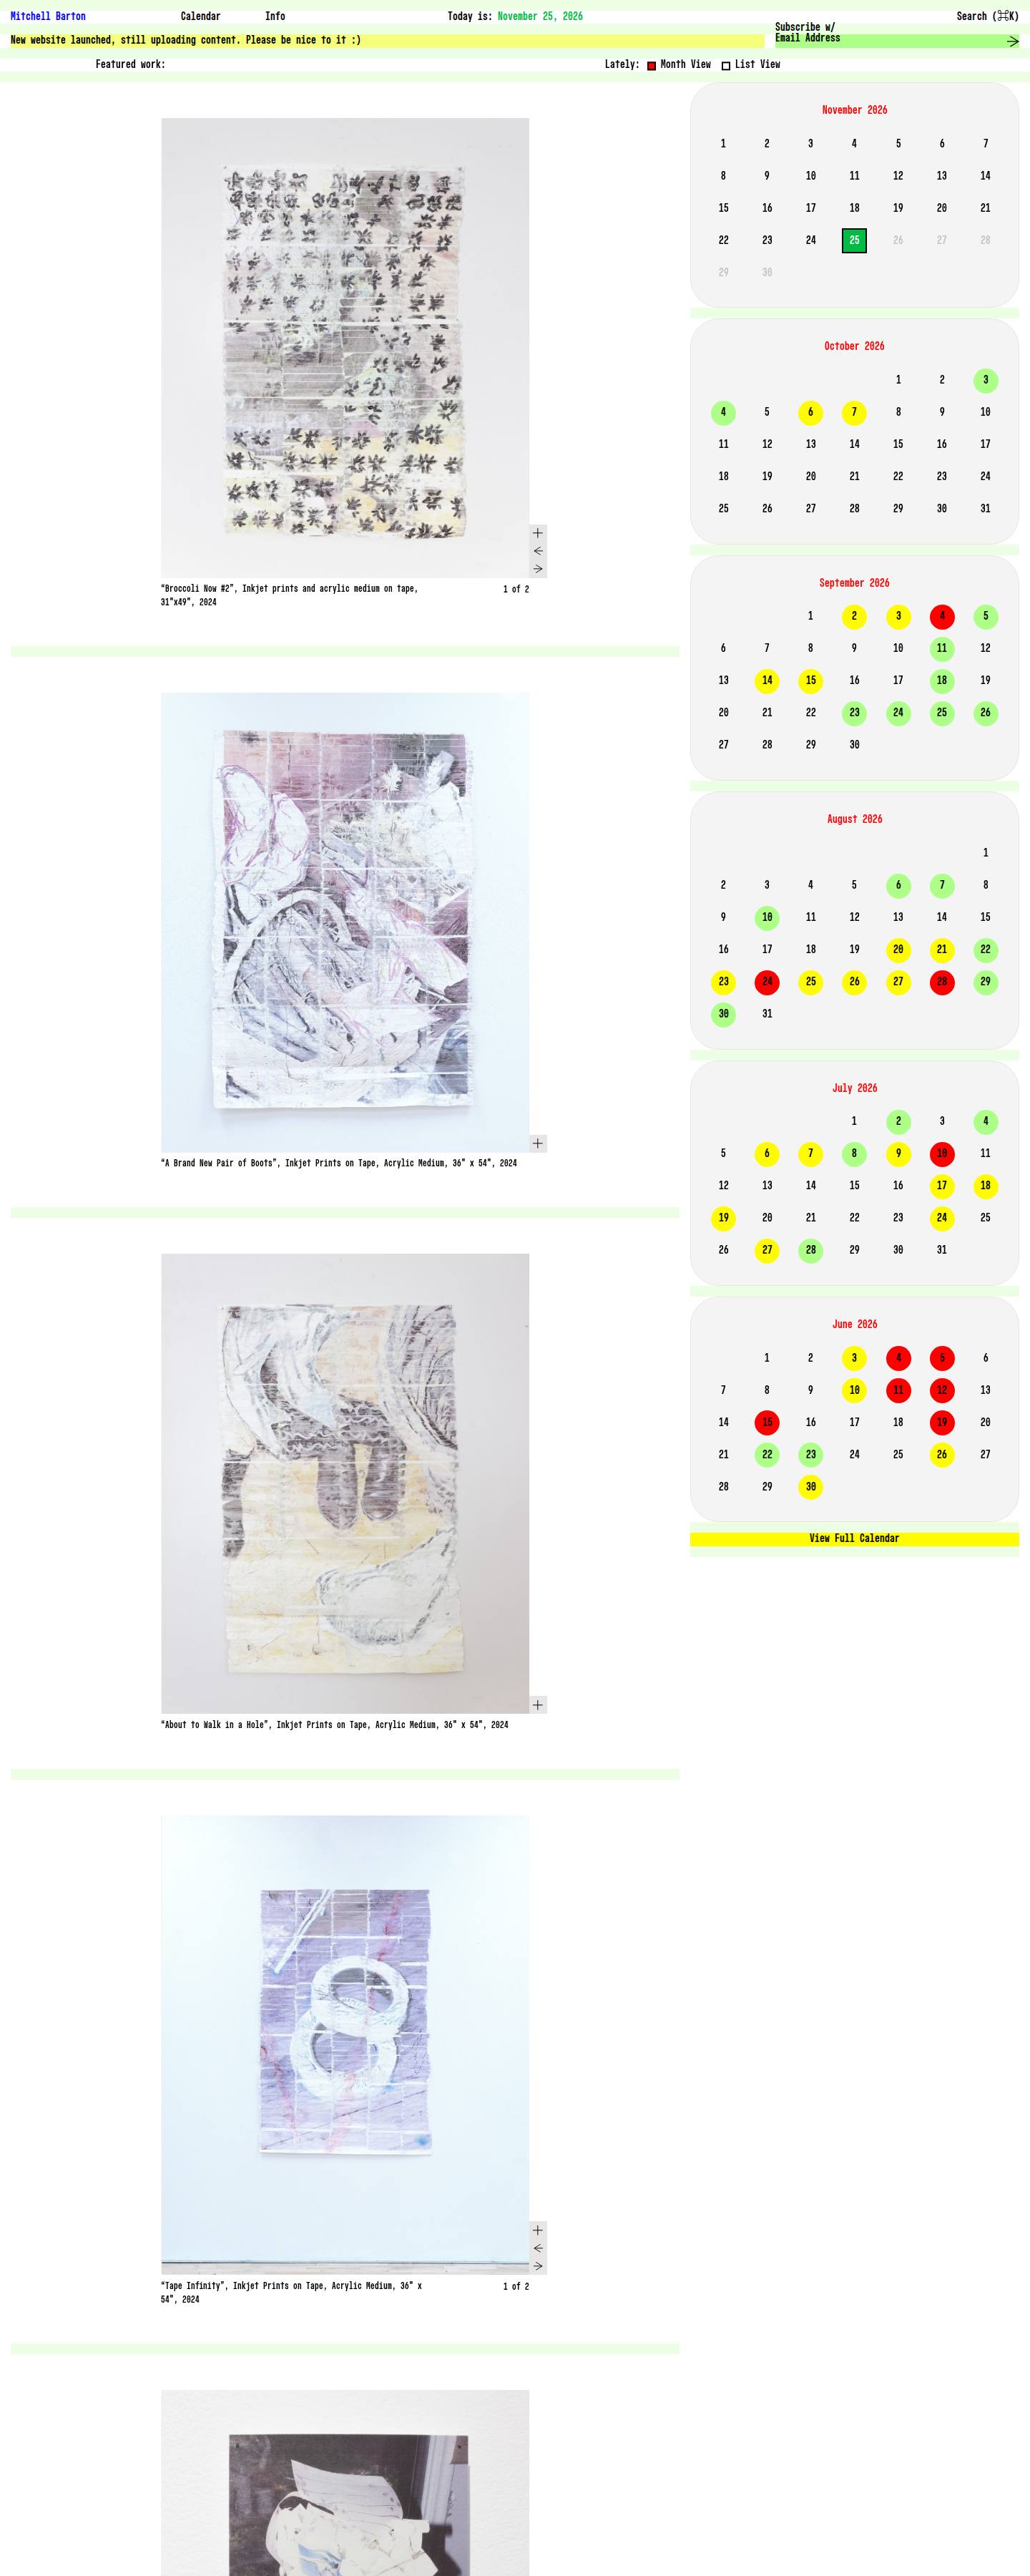 Mitchell Barton
Calendar
Info
Today is: November 25, 2026
Search (⌘K)
New website launched, still uploading content. Please be nice to it :)
Subscribe w/
Email Address
→
Featured work:
Lately: Month View List View
“Broccoli Now #2”, Inkjet prints and acrylic medium on tape,
31"x49", 2024
1 of 2
“A Brand New Pair of Boots”, Inkjet Prints on Tape, Acrylic Medium, 36" x 54", 2024
“About to Walk in a Hole”, Inkjet Prints on Tape, Acrylic Medium, 36" x 54", 2024
“Tape Infinity”, Inkjet Prints on Tape, Acrylic Medium, 36" x
54", 2024
1 of 2
November 2026
1 2 3 4 5 6 7
8 9 10 11 12 13 14
15 16 17 18 19 20 21
22 23 24 25 26 27 28
29 30
October 2026
1 2 3
4 5 6 7 8 9 10
11 12 13 14 15 16 17
18 19 20 21 22 23 24
25 26 27 28 29 30 31
September 2026
1 2 3 4 5
6 7 8 9 10 11 12
13 14 15 16 17 18 19
20 21 22 23 24 25 26
27 28 29 30
August 2026
1
2 3 4 5 6 7 8
9 10 11 12 13 14 15
16 17 18 19 20 21 22
23 24 25 26 27 28 29
30 31
July 2026
1 2 3 4
5 6 7 8 9 10 11
12 13 14 15 16 17 18
19 20 21 22 23 24 25
26 27 28 29 30 31
June 2026
1 2 3 4 5 6
7 8 9 10 11 12 13
14 15 16 17 18 19 20
21 22 23 24 25 26 27
28 29 30
View Full Calendar